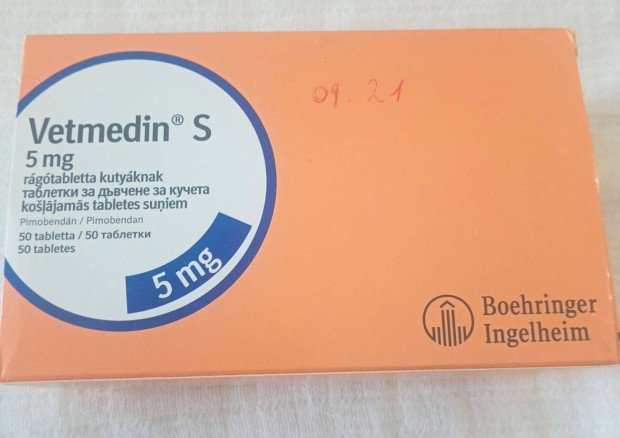 09.21
Vetmedin® S
5 mg
rágótabletta kutyáknak
таблетки за дъвчене за кучета
košļājamās tabletes suņiem
Pimobendán / Pimobendan
50 tabletta / 50 таблетки
50 tabletes
5 mg
Boehringer
Ingelheim